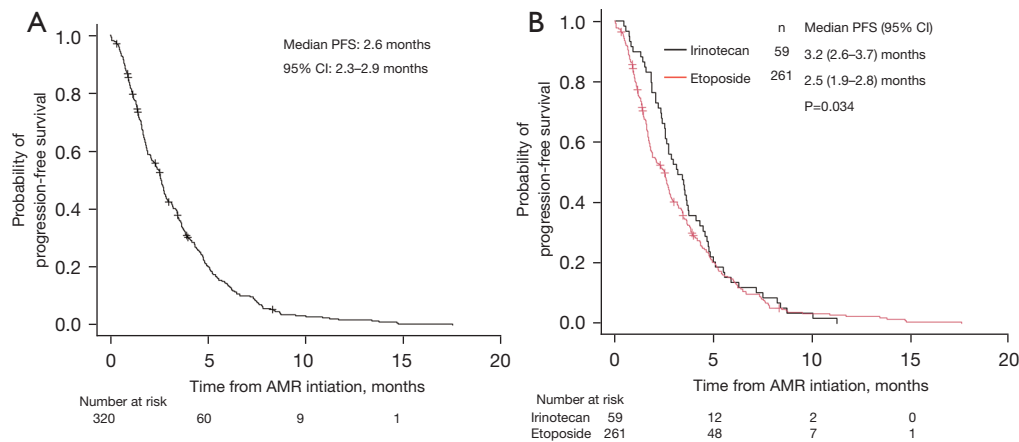 A
Median PFS: 2.6 months
95% CI: 2.3–2.9 months
Probability of
progression-free survival
1.0
0.8
0.6
0.4
0.2
0.0
0 5 10 15 20
Time from AMR intiation, months
Number at risk
320 60 9 1
B
n Median PFS (95% CI)
Irinotecan 59 3.2 (2.6–3.7) months
Etoposide 261 2.5 (1.9–2.8) months
P=0.034
Probability of
progression-free survival
1.0
0.8
0.6
0.4
0.2
0.0
0 5 10 15 20
Time from AMR intiation, months
Number at risk
Irinotecan 59 12 2 0
Etoposide 261 48 7 1